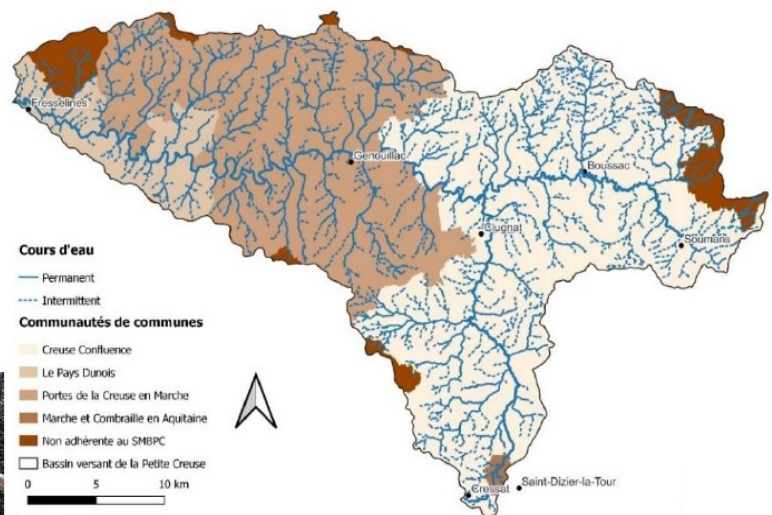 Fresselines
Genouillac
Boussac
Clugnat
Soumans
Cours d'eau
Permanent
Intermittent
Communautés de communes
Creuse Confluence
Le Pays Dunois
Portes de la Creuse en Marche
Marche et Combraille en Aquitaine
Non adhérente au SMBPC
Bassin versant de la Petite Creuse
0 5 10 km
Cressat
Saint-Dizier-la-Tour